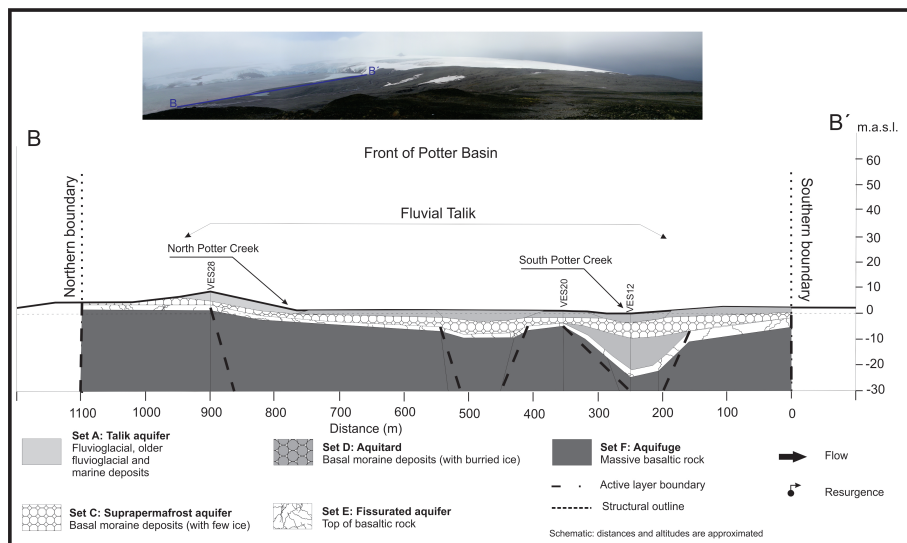 B
B´
B
B´
m.a.s.l.
Front of Potter Basin
Fluvial Talik
Northern boundary
Southern boundary
North Potter Creek
South Potter Creek
VES28
VES20
VES12
60
50
40
30
20
10
0
-10
-20
-30
1100 1000 900 800 700 600 500 400 300 200 100 0
Distance (m)
Set A: Talik aquifer
Fluvioglacial, older
fluvioglacial and
marine deposits
Set D: Aquitard
Basal moraine deposits (with burried ice)
Set F: Aquifuge
Massive basaltic rock
Flow
Active layer boundary
Resurgence
Structural outline
Set C: Suprapermafrost aquifer
Basal moraine deposits (with few ice)
Set E: Fissurated aquifer
Top of basaltic rock
Schematic: distances and altitudes are approximated